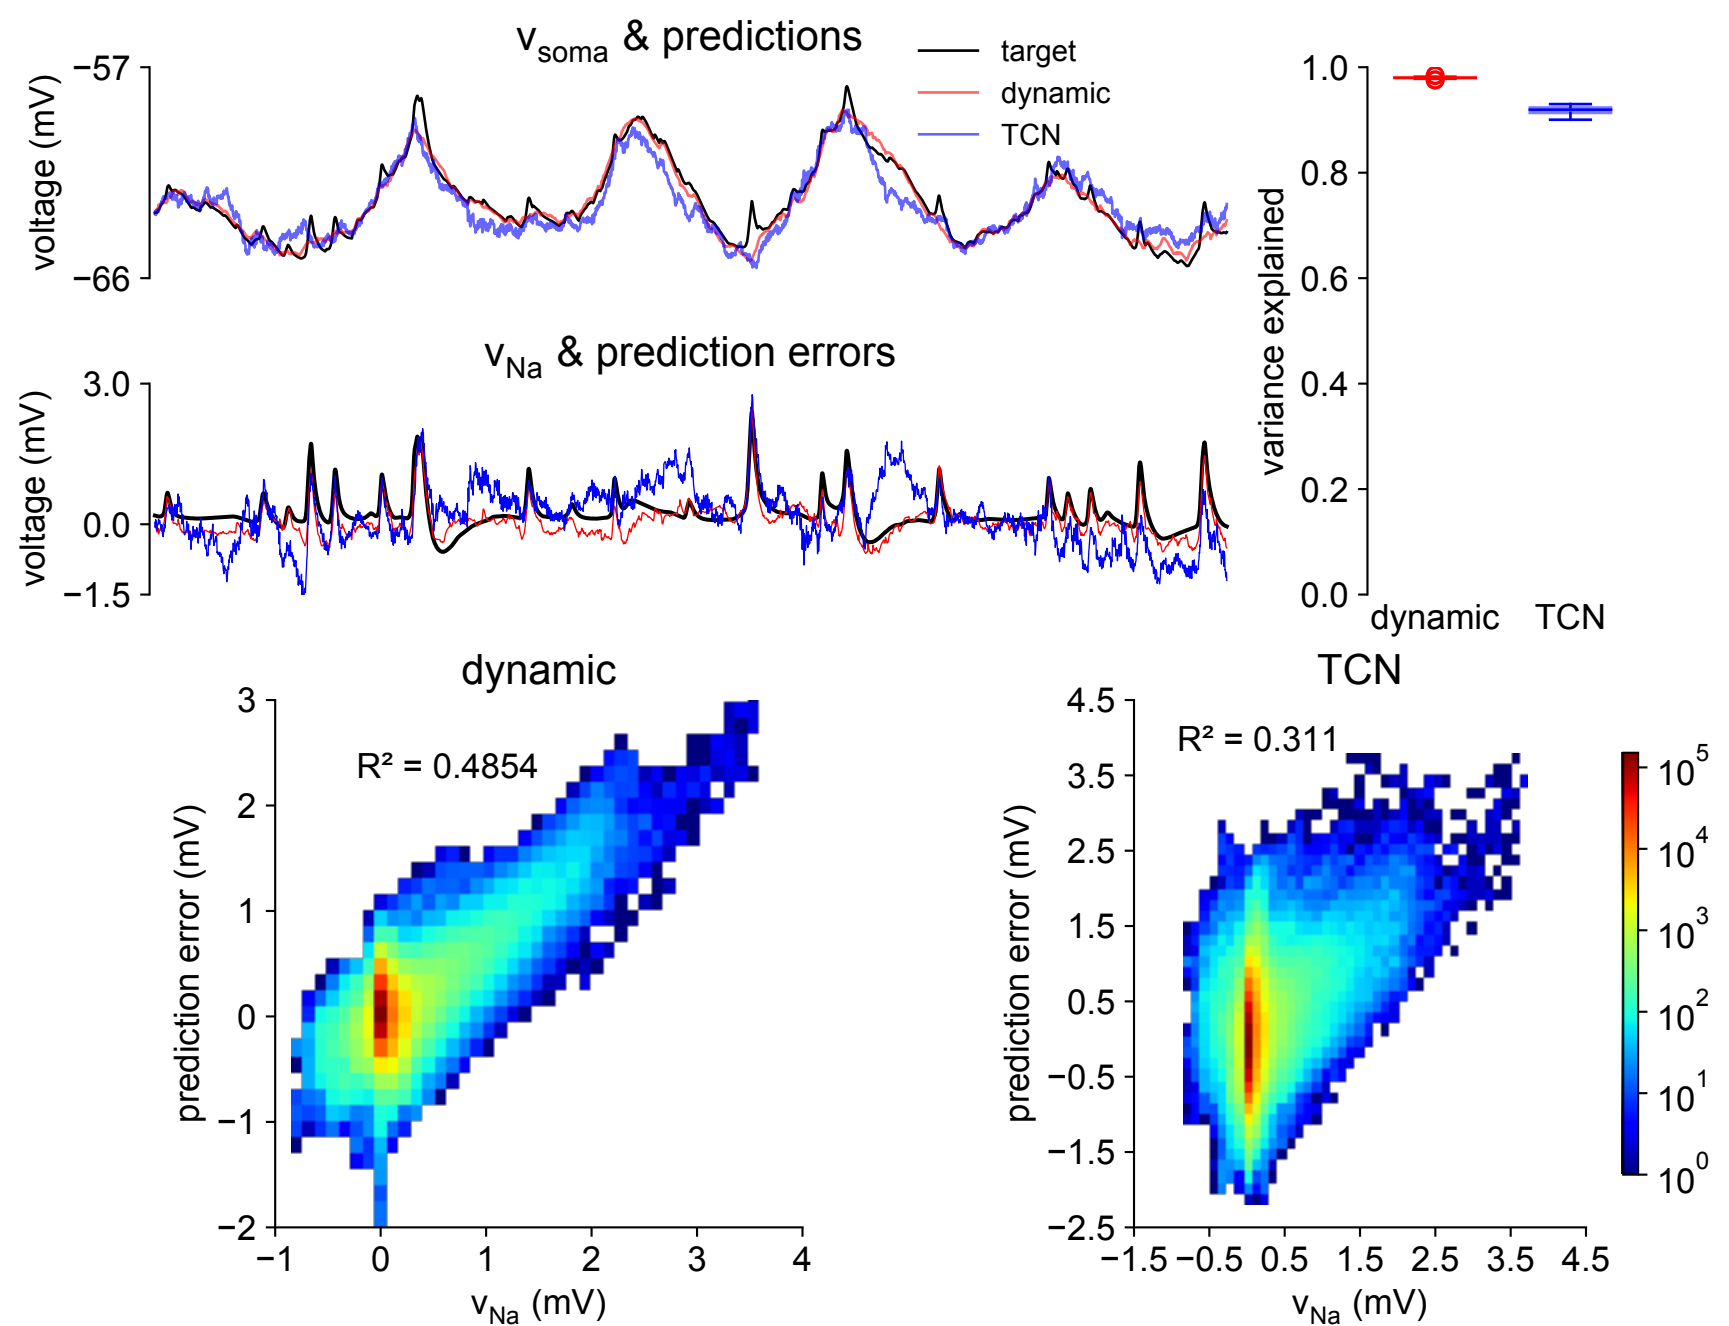 v_soma & predictions
target
dynamic
TCN
voltage (mV)
−57
−66
v_Na & prediction errors
voltage (mV)
3.0
0.0
−1.5
variance explained
1.0
0.8
0.6
0.4
0.2
0.0
dynamic TCN
dynamic
R² = 0.4854
prediction error (mV)
3
2
1
0
−1
−2
−1 0 1 2 3 4
v_Na (mV)
TCN
R² = 0.311
prediction error (mV)
4.5
3.5
2.5
1.5
0.5
−0.5
−1.5
−2.5
−1.5 −0.5 0.5 1.5 2.5 3.5 4.5
v_Na (mV)
10^5
10^4
10^3
10^2
10^1
10^0